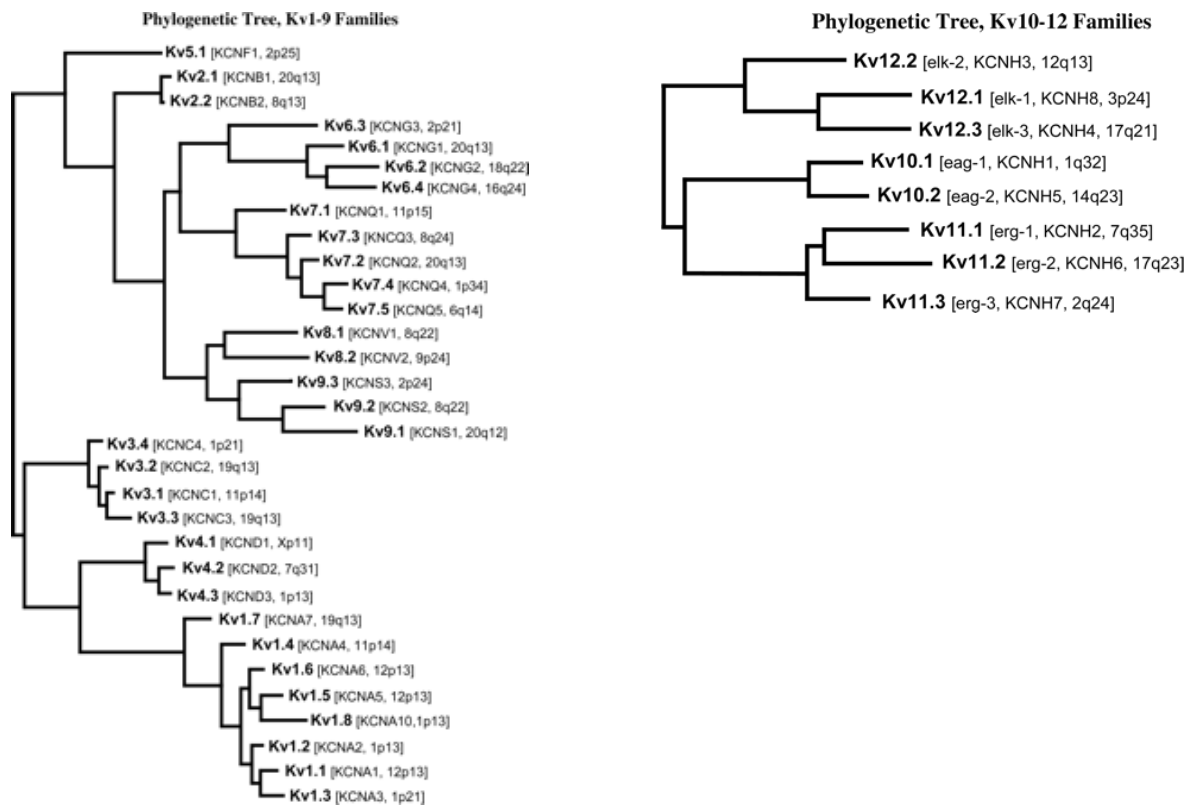 Phylogenetic Tree, Kv1-9 Families
Kv5.1 [KCNF1, 2p25]
Kv2.1 [KCNB1, 20q13]
Kv2.2 [KCNB2, 8q13]
Kv6.3 [KCNG3, 2p21]
Kv6.1 [KCNG1, 20q13]
Kv6.2 [KCNG2, 18q22]
Kv6.4 [KCNG4, 16q24]
Kv7.1 [KCNQ1, 11p15]
Kv7.3 [KNCQ3, 8q24]
Kv7.2 [KCNQ2, 20q13]
Kv7.4 [KCNQ4, 1p34]
Kv7.5 [KCNQ5, 6q14]
Kv8.1 [KCNV1, 8q22]
Kv8.2 [KCNV2, 9p24]
Kv9.3 [KCNS3, 2p24]
Kv9.2 [KCNS2, 8q22]
Kv9.1 [KCNS1, 20q12]
Kv3.4 [KCNC4, 1p21]
Kv3.2 [KCNC2, 19q13]
Kv3.1 [KCNC1, 11p14]
Kv3.3 [KCNC3, 19q13]
Kv4.1 [KCND1, Xp11]
Kv4.2 [KCND2, 7q31]
Kv4.3 [KCND3, 1p13]
Kv1.7 [KCNA7, 19q13]
Kv1.4 [KCNA4, 11p14]
Kv1.6 [KCNA6, 12p13]
Kv1.5 [KCNA5, 12p13]
Kv1.8 [KCNA10,1p13]
Kv1.2 [KCNA2, 1p13]
Kv1.1 [KCNA1, 12p13]
Kv1.3 [KCNA3, 1p21]
Phylogenetic Tree, Kv10-12 Families
Kv12.2 [elk-2, KCNH3, 12q13]
Kv12.1 [elk-1, KCNH8, 3p24]
Kv12.3 [elk-3, KCNH4, 17q21]
Kv10.1 [eag-1, KCNH1, 1q32]
Kv10.2 [eag-2, KCNH5, 14q23]
Kv11.1 [erg-1, KCNH2, 7q35]
Kv11.2 [erg-2, KCNH6, 17q23]
Kv11.3 [erg-3, KCNH7, 2q24]